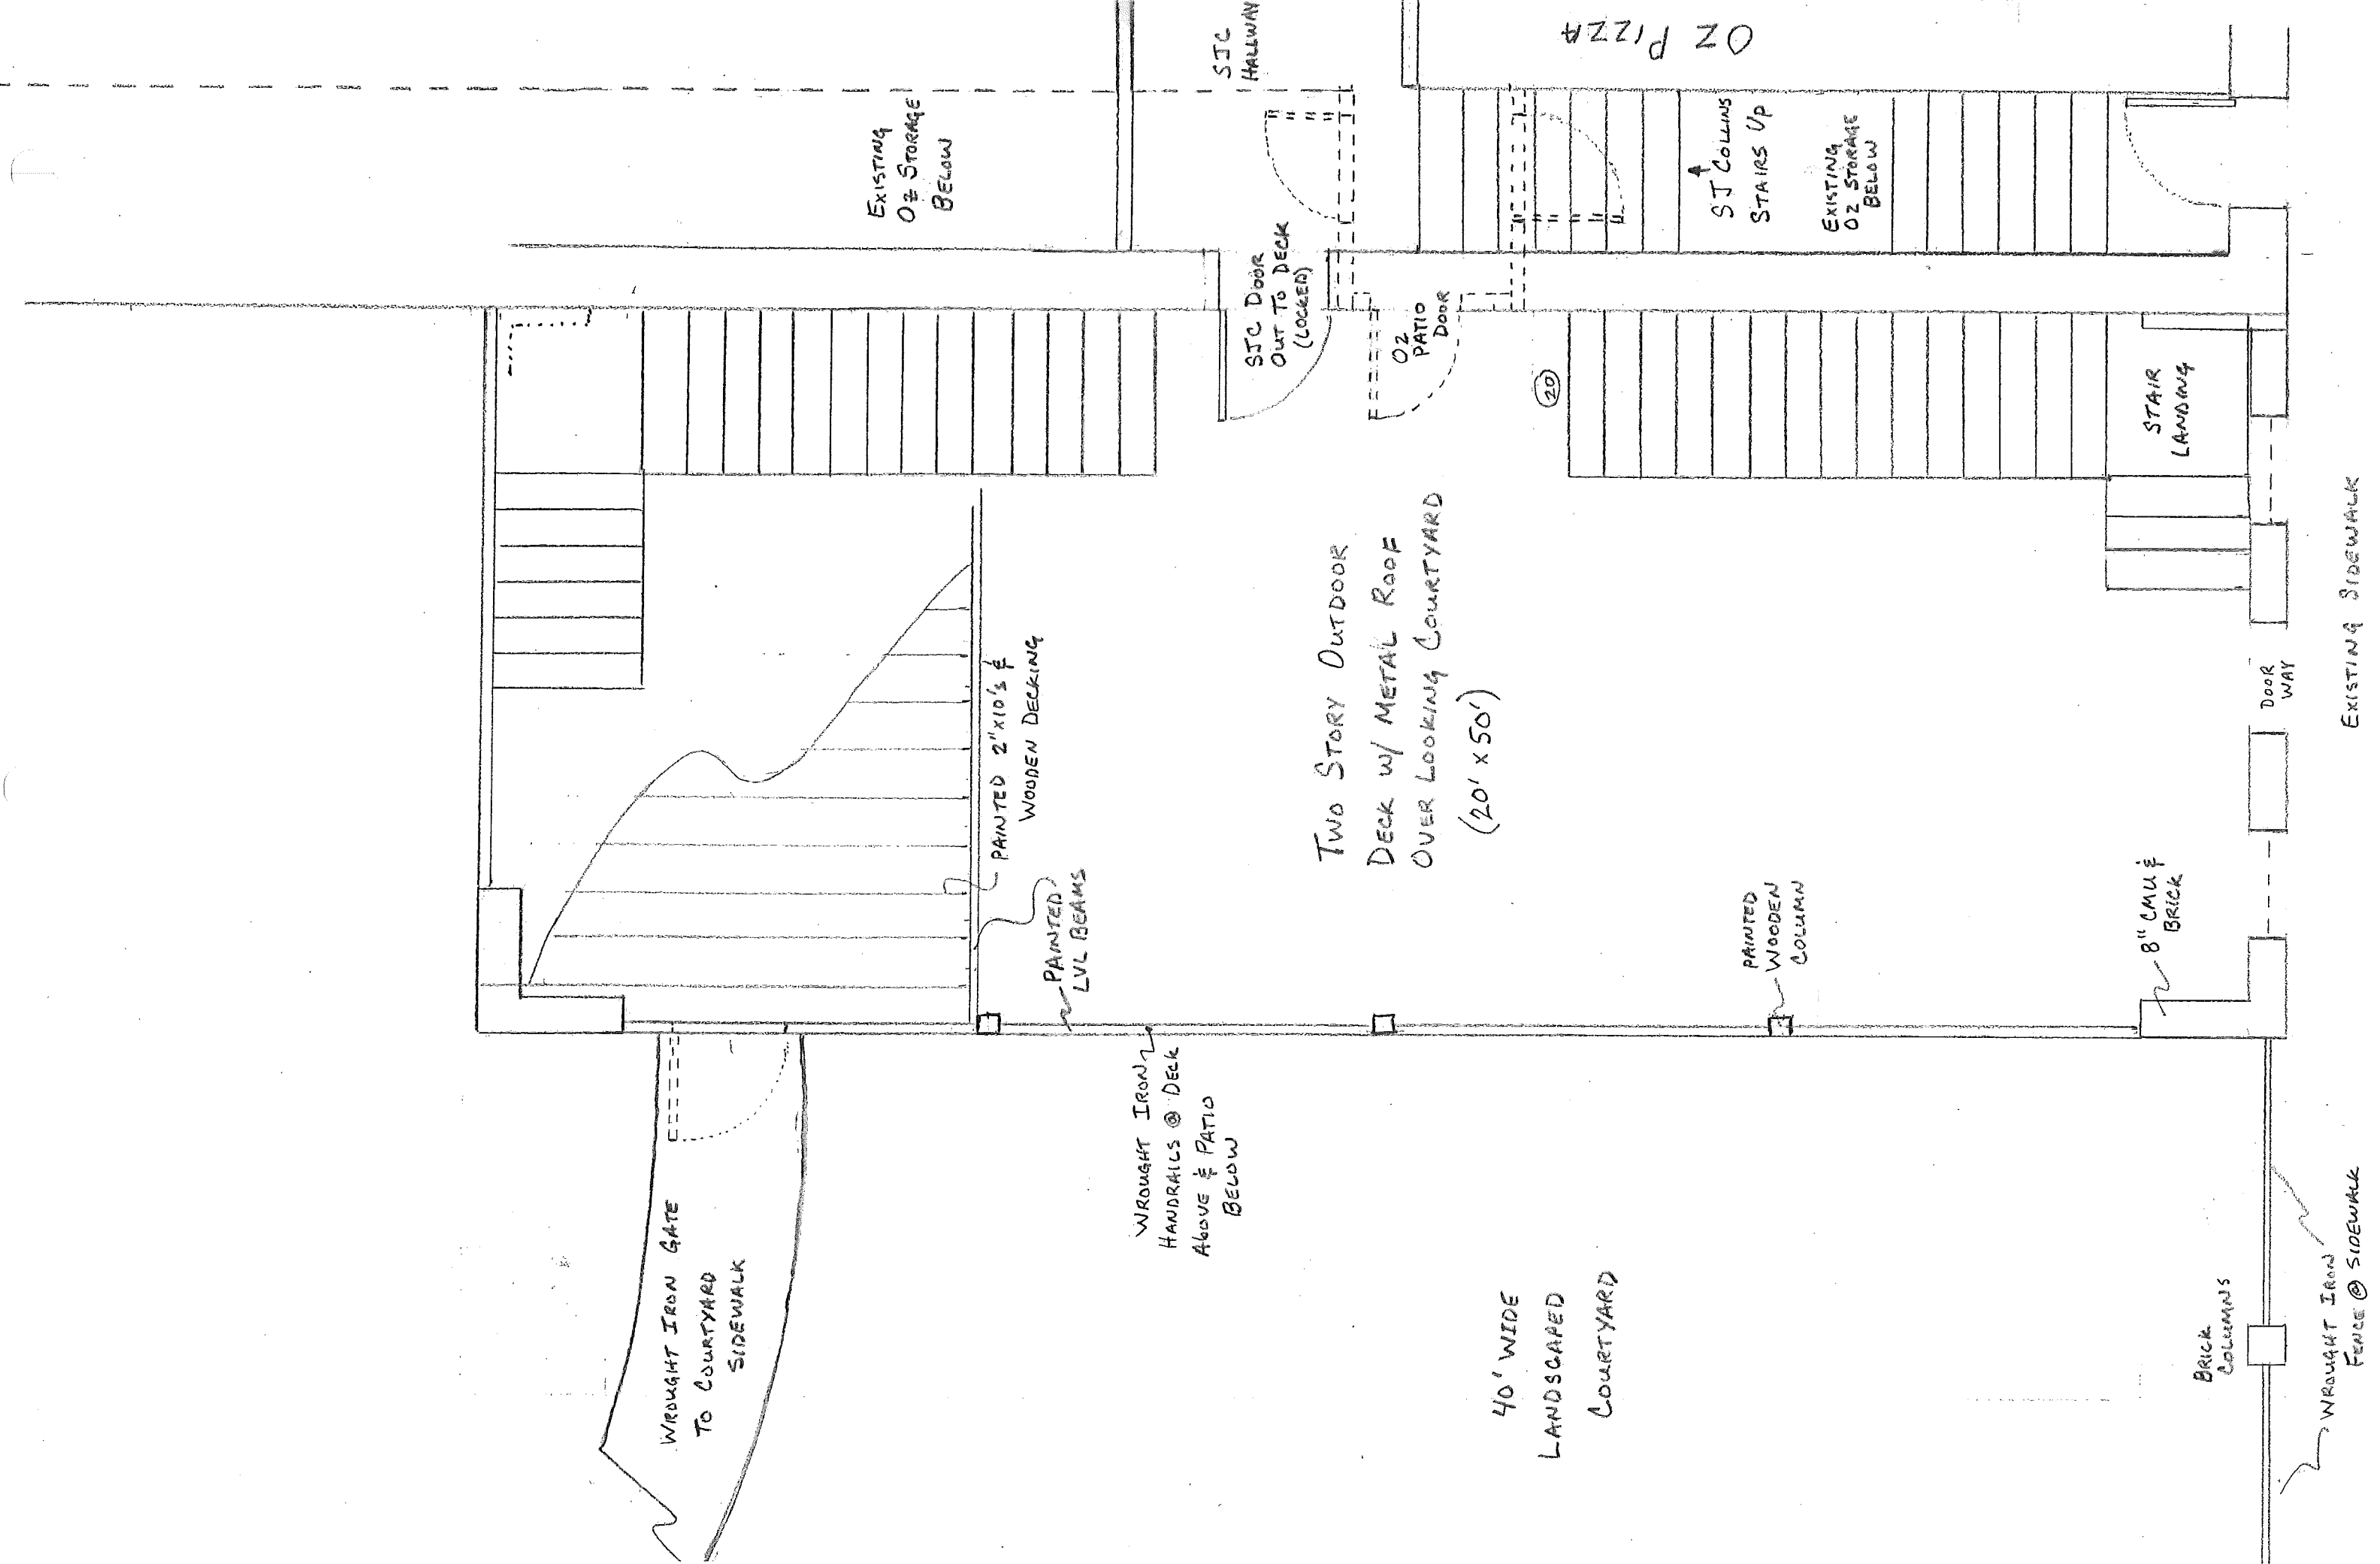 OZ PIZZA
SJC
HALLWAY
EXISTING
OZ STORAGE
BELOW
SJ COLLINS
STAIRS UP
EXISTING
OZ STORAGE
BELOW
SJC DOOR
OUT TO DECK
(LOCKED)
OZ
PATIO
DOOR
20
STAIR
LANDING
PAINTED 2"x10's &
WOODEN DECKING
TWO STORY OUTDOOR
DECK W/ METAL ROOF
OVER LOOKING COURTYARD
(20' x 50')
DOOR
WAY
EXISTING SIDEWALK
PAINTED
LVL BEAMS
PAINTED
WOODEN
COLUMN
8" CMU &
BRICK
WROUGHT IRON
HANDRAILS @ DECK
ABOVE & PATIO
BELOW
WROUGHT IRON GATE
TO COURTYARD
SIDEWALK
40' WIDE
LANDSCAPED
COURTYARD
BRICK
COLUMNS
WROUGHT IRON
FENCE @ SIDEWALK